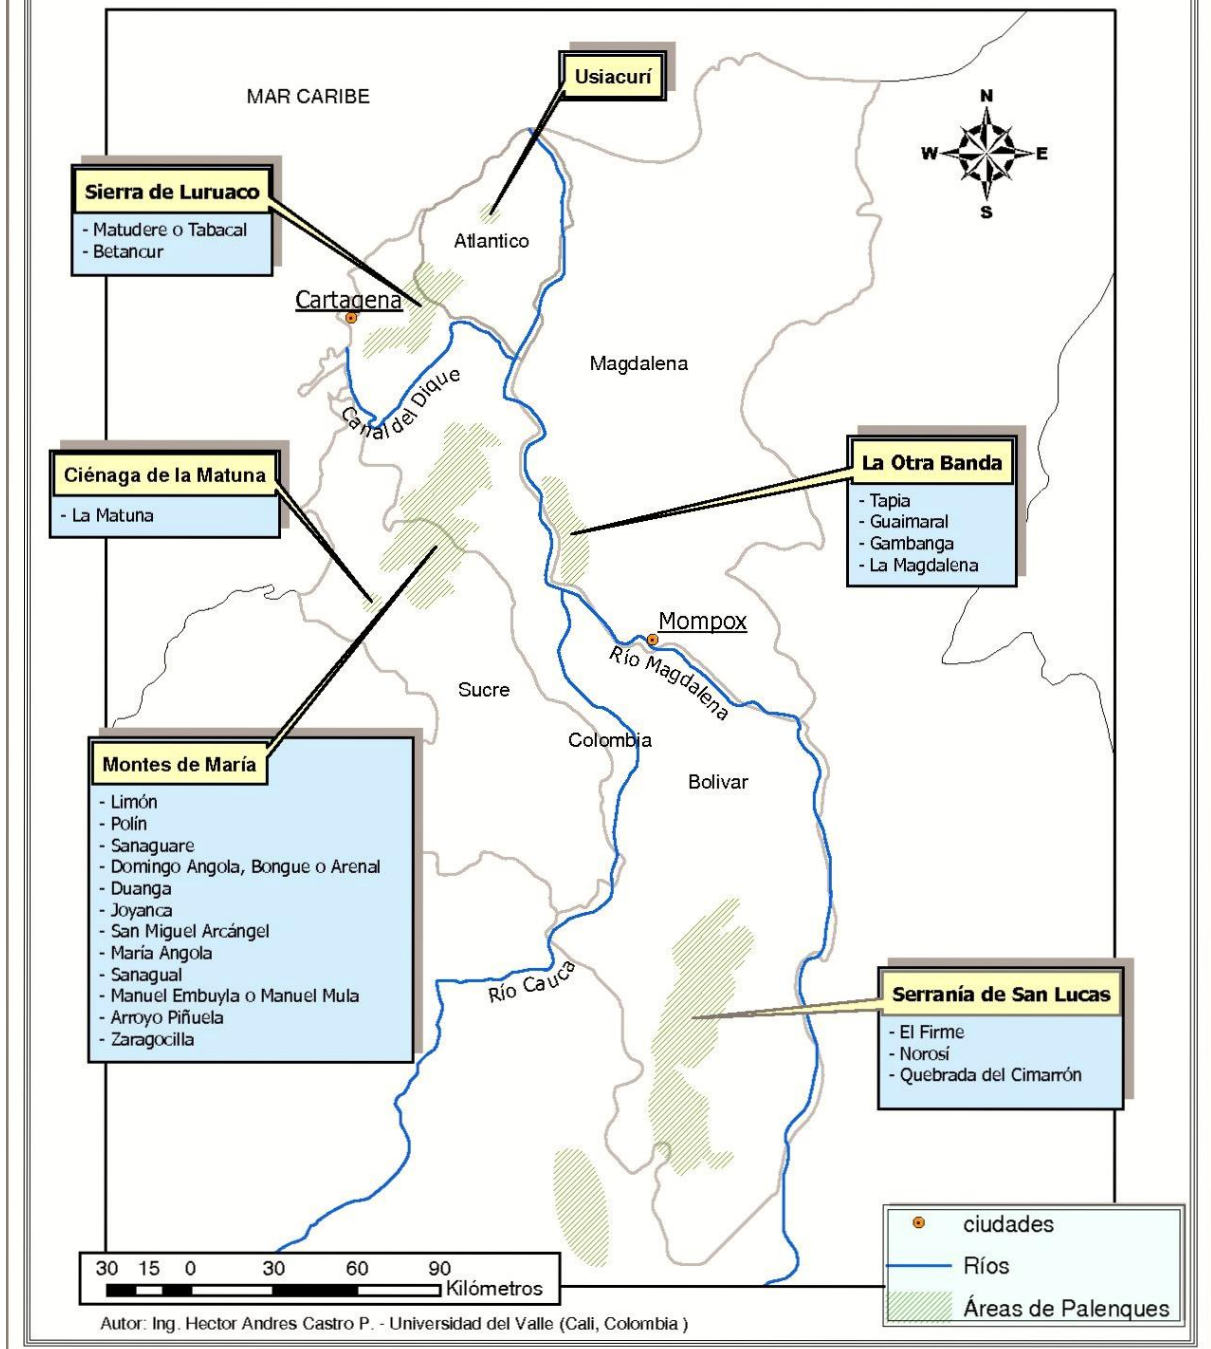 Usiacurí
MAR CARIBE
N
W
E
S
Sierra de Luruaco
- Matudere o Tabacal
- Betancur
Atlantico
Cartagena
Magdalena
Canal del Dique
Ciénaga de la Matuna
- La Matuna
La Otra Banda
- Tapia
- Guaimaral
- Gambanga
- La Magdalena
Mompox
Río Magdalena
Sucre
Colombia
Bolivar
Montes de María
- Limón
- Polín
- Sanaguare
- Domingo Angola, Bongue o Arenal
- Duanga
- Joyanca
- San Miguel Arcángel
- María Angola
- Sanagual
- Manuel Embuyla o Manuel Mula
- Arroyo Piñuela
- Zaragocilla
Río Cauca
Serranía de San Lucas
- El Firme
- Norosí
- Quebrada del Cimarrón
ciudades
Ríos
Áreas de Palenques
30 15 0 30 60 90
Kilómetros
Autor: Ing. Hector Andres Castro P. - Universidad del Valle (Cali, Colombia )